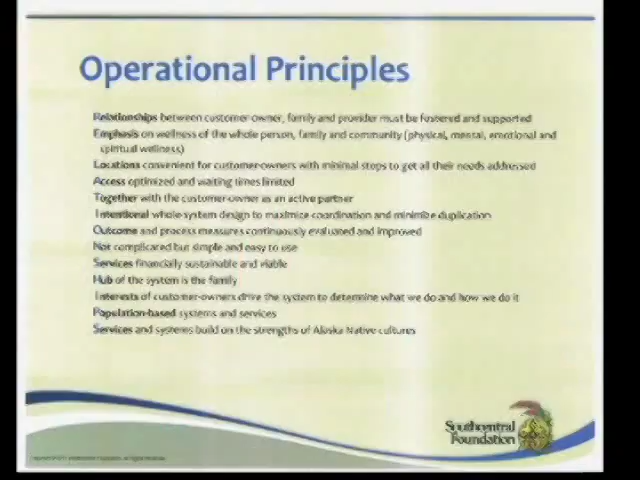 Operational Principles
Relationships between customer-owner, family and provider must be fostered and supported
Emphasis on wellness of the whole person, family and community (physical, mental, emotional and
spiritual wellness)
Locations convenient for customer-owners with minimal stops to get all their needs addressed
Access optimized and waiting times limited
Together with the customer-owner as an active partner
Intentional whole-system design to maximize coordination and minimize duplication
Outcome and process measures continuously evaluated and improved
Not complicated but simple and easy to use
Services financially sustainable and viable
Hub of the system is the family
Interests of customer-owners drive the system to determine what we do and how we do it
Population-based systems and services
Services and systems build on the strengths of Alaska Native cultures
Southcentral
Foundation